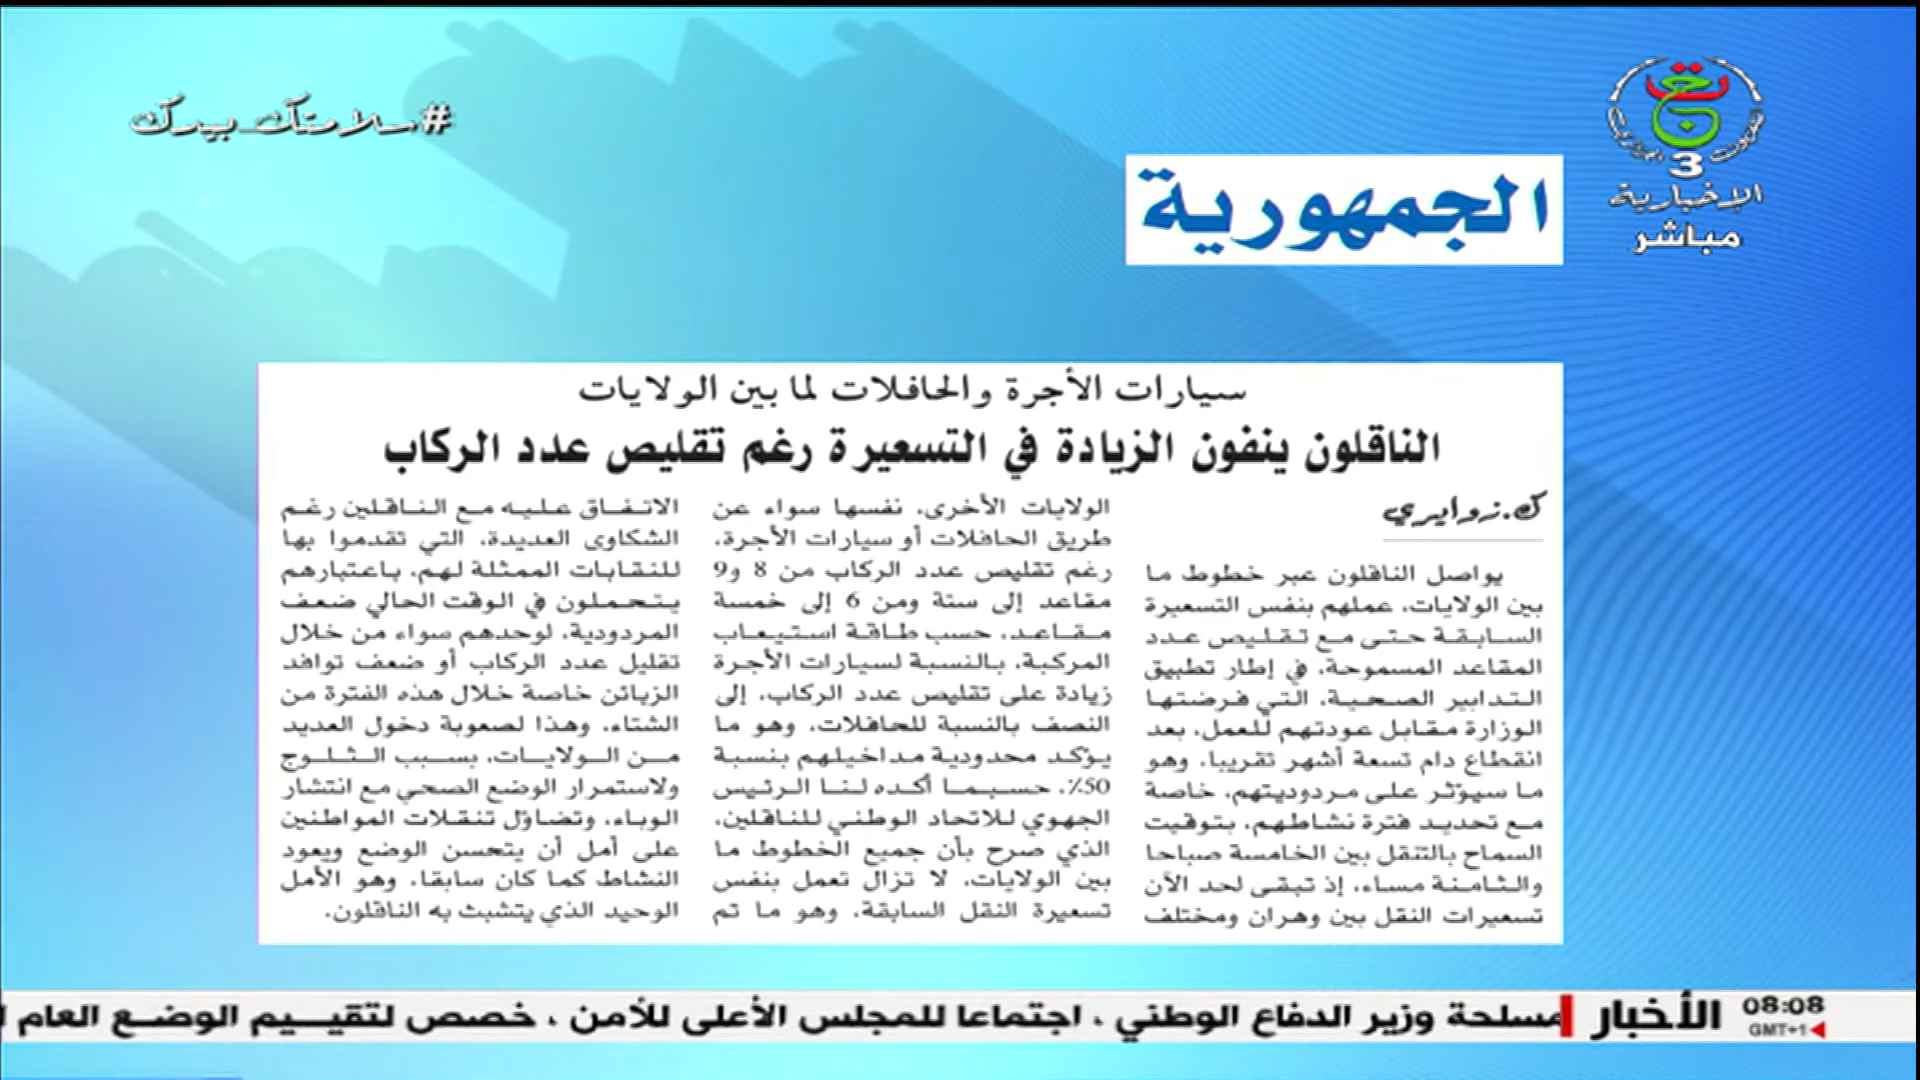 #سلامتك_بيدك
3
الإخبارية
مباشر
الجمهورية
سيارات الأجرة والحافلات لما بين الولايات
الناقلون ينفون الزيادة في التسعيرة رغم تقليص عدد الركاب
ك.زوايري
يواصل الناقلون عبر خطوط ما
بين الولايات، عملهم بنفس التسعيرة
السابقة حتى مع تقليص عدد
المقاعد المسموحة، في إطار تطبيق
التدابير الصحية، التي فرضتها
الوزارة مقابل عودتهم للعمل، بعد
انقطاع دام تسعة أشهر تقريبا، وهو
ما سيؤثر على مردوديتهم، خاصة
مع تحديد فترة نشاطهم، بتوقيت
السماح بالتنقل بين الخامسة صباحا
والثامنة مساء، إذ تبقى لحد الآن
تسعيرات النقل بين وهران ومختلف
الولايات الأخرى، نفسها سواء عن
طريق الحافلات أو سيارات الأجرة،
رغم تقليص عدد الركاب من 8 و9
مقاعد إلى ستة ومن 6 إلى خمسة
مقاعد، حسب طاقة استيعاب
المركبة، بالنسبة لسيارات الأجرة
زيادة على تقليص عدد الركاب، إلى
النصف بالنسبة للحافلات، وهو ما
يؤكد محدودية مداخيلهم بنسبة
50٪، حسبما أكده لنا الرئيس
الجهوي للاتحاد الوطني للناقلين،
الذي صرح بأن جميع الخطوط ما
بين الولايات، لا تزال تعمل بنفس
تسعيرة النقل السابقة، وهو ما تم
الاتفاق عليه مع الناقلين رغم
الشكاوى العديدة، التي تقدموا بها
للنقابات الممثلة لهم، باعتبارهم
يتحملون في الوقت الحالي ضعف
المردودية، لوحدهم سواء من خلال
تقليل عدد الركاب أو ضعف توافد
الزبائن خاصة خلال هذه الفترة من
الشتاء، وهذا لصعوبة دخول العديد
من الولايات، بسبب الثلوج
ولاستمرار الوضع الصحي مع انتشار
الوباء، وتضاؤل تنقلات المواطنين
على أمل أن يتحسن الوضع ويعود
النشاط كما كان سابقا، وهو الأمل
الوحيد الذي يتشبث به الناقلون.
08:08
GMT+1
الأخبار
مسلحة وزير الدفاع الوطني ، اجتماعا للمجلس الأعلى للأمن ، خصص لتقييم الوضع العام